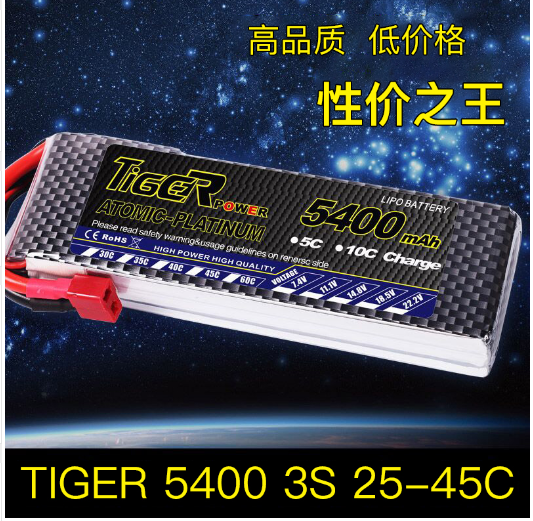 高品质 低价格
性价之王
TIGER POWER
LIPO BATTERY
ATOMIC-PLATINUM
5400 mAh
Please read safety warning&usage guidelines on renersc side
5C 10C Charge
CE RoHS
HIGH POWER HIGH QUALITY
30C 35C 40C 45C 60C
VOLTAGE 7.4V 11.1V 14.8V 18.5V 22.2V
TIGER 5400 3S 25-45C